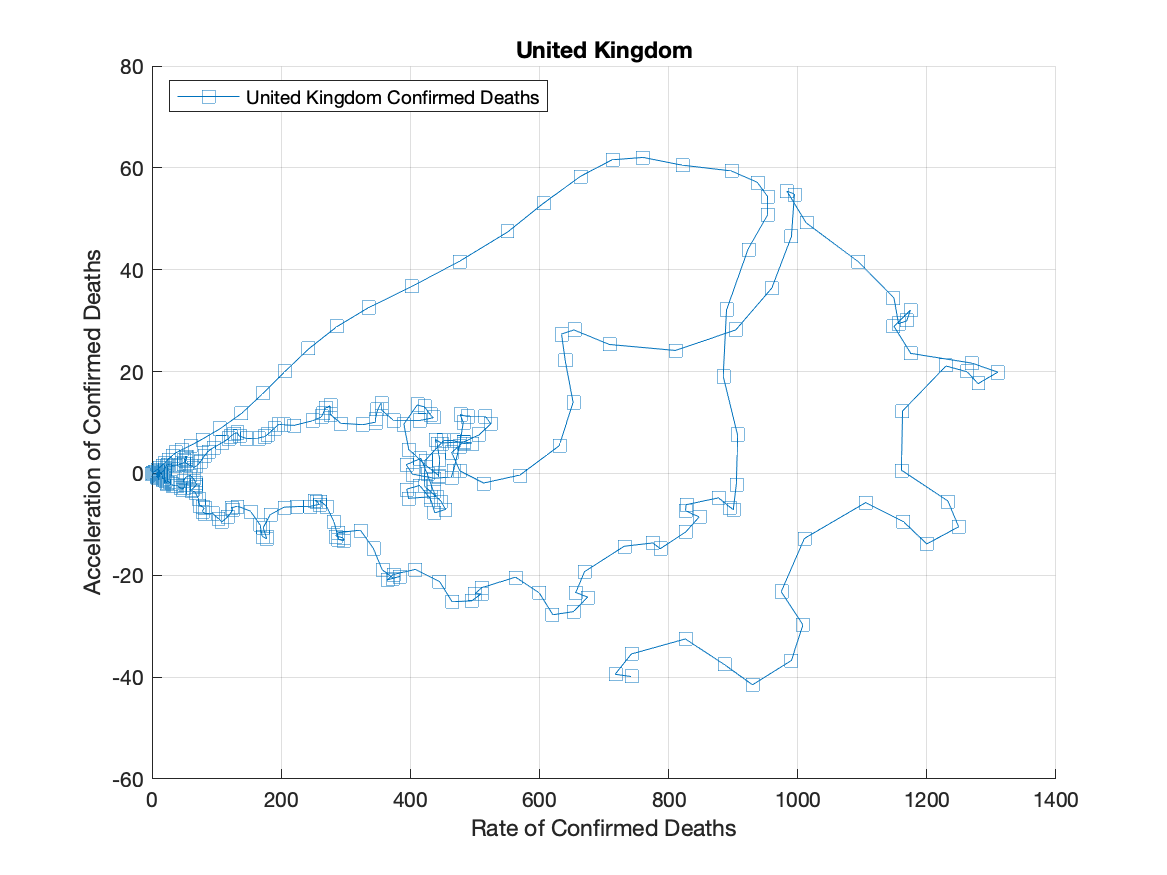 United Kingdom
United Kingdom Confirmed Deaths
80
60
40
20
0
-20
-40
-60
Acceleration of Confirmed Deaths
0 200 400 600 800 1000 1200 1400
Rate of Confirmed Deaths